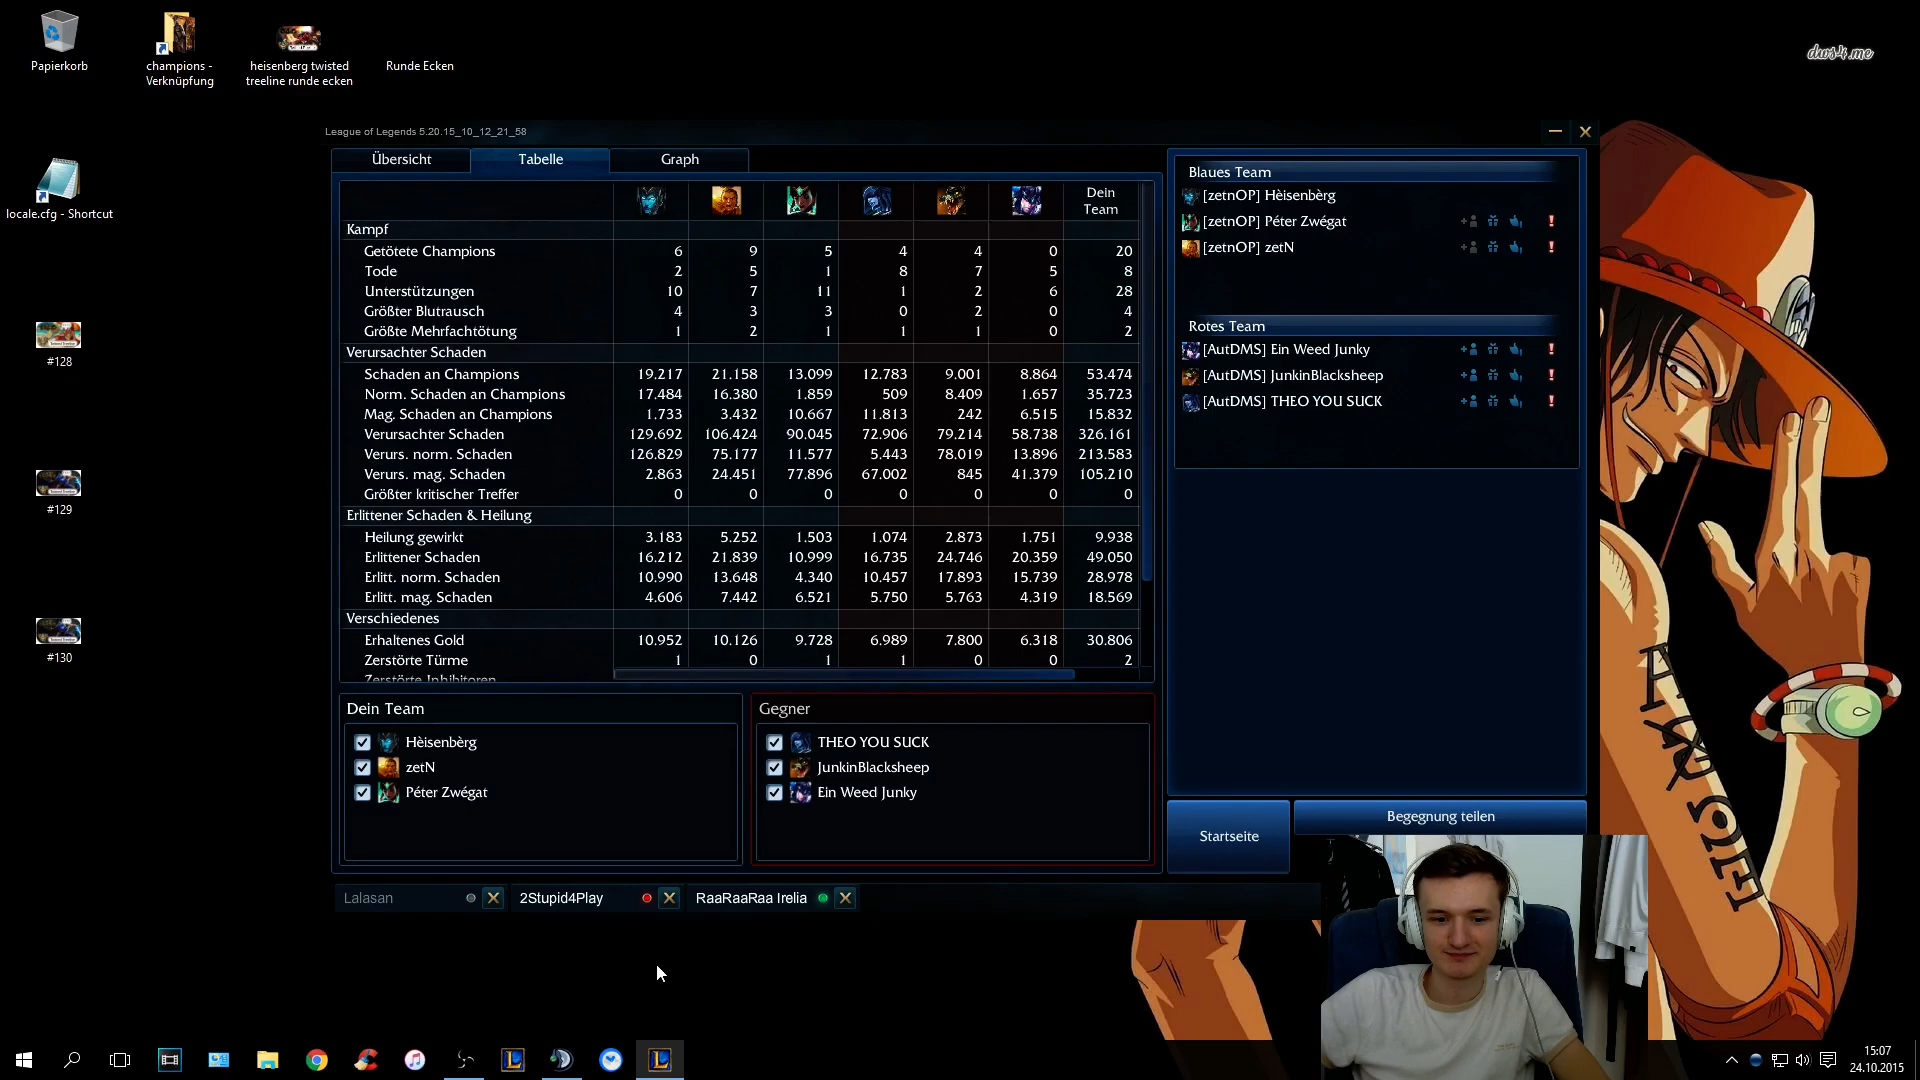 Papierkorb
champions -
Verknüpfung
heisenberg twisted
treeline runde ecken
Runde Ecken
dws4.me
locale.cfg - Shortcut
#128
#129
#130
League of Legends 5.20.15_10_12_21_58
Übersicht Tabelle Graph
Dein
Team
Kampf
Getötete Champions 6 9 5 4 4 0 20
Tode 2 5 1 8 7 5 8
Unterstützungen 10 7 11 1 2 6 28
Größter Blutrausch 4 3 3 0 2 0 4
Größte Mehrfachtötung 1 2 1 1 1 0 2
Verursachter Schaden
Schaden an Champions 19.217 21.158 13.099 12.783 9.001 8.864 53.474
Norm. Schaden an Champions 17.484 16.380 1.859 509 8.409 1.657 35.723
Mag. Schaden an Champions 1.733 3.432 10.667 11.813 242 6.515 15.832
Verursachter Schaden 129.692 106.424 90.045 72.906 79.214 58.738 326.161
Verurs. norm. Schaden 126.829 75.177 11.577 5.443 78.019 13.896 213.583
Verurs. mag. Schaden 2.863 24.451 77.896 67.002 845 41.379 105.210
Größter kritischer Treffer 0 0 0 0 0 0 0
Erlittener Schaden & Heilung
Heilung gewirkt 3.183 5.252 1.503 1.074 2.873 1.751 9.938
Erlittener Schaden 16.212 21.839 10.999 16.735 24.746 20.359 49.050
Erlitt. norm. Schaden 10.990 13.648 4.340 10.457 17.893 15.739 28.978
Erlitt. mag. Schaden 4.606 7.442 6.521 5.750 5.763 4.319 18.569
Verschiedenes
Erhaltenes Gold 10.952 10.126 9.728 6.989 7.800 6.318 30.806
Zerstörte Türme 1 0 1 1 0 0 2
Zerstörte Inhibitoren
Blaues Team
[zetnOP] Hèisenbèrg
[zetnOP] Péter Zwégat
[zetnOP] zetN
Rotes Team
[AutDMS] Ein Weed Junky
[AutDMS] JunkinBlacksheep
[AutDMS] THEO YOU SUCK
Dein Team
Hèisenbèrg
zetN
Péter Zwégat
Gegner
THEO YOU SUCK
JunkinBlacksheep
Ein Weed Junky
Startseite
Begegnung teilen
Lalasan 2Stupid4Play RaaRaaRaa Irelia
15:07
24.10.2015